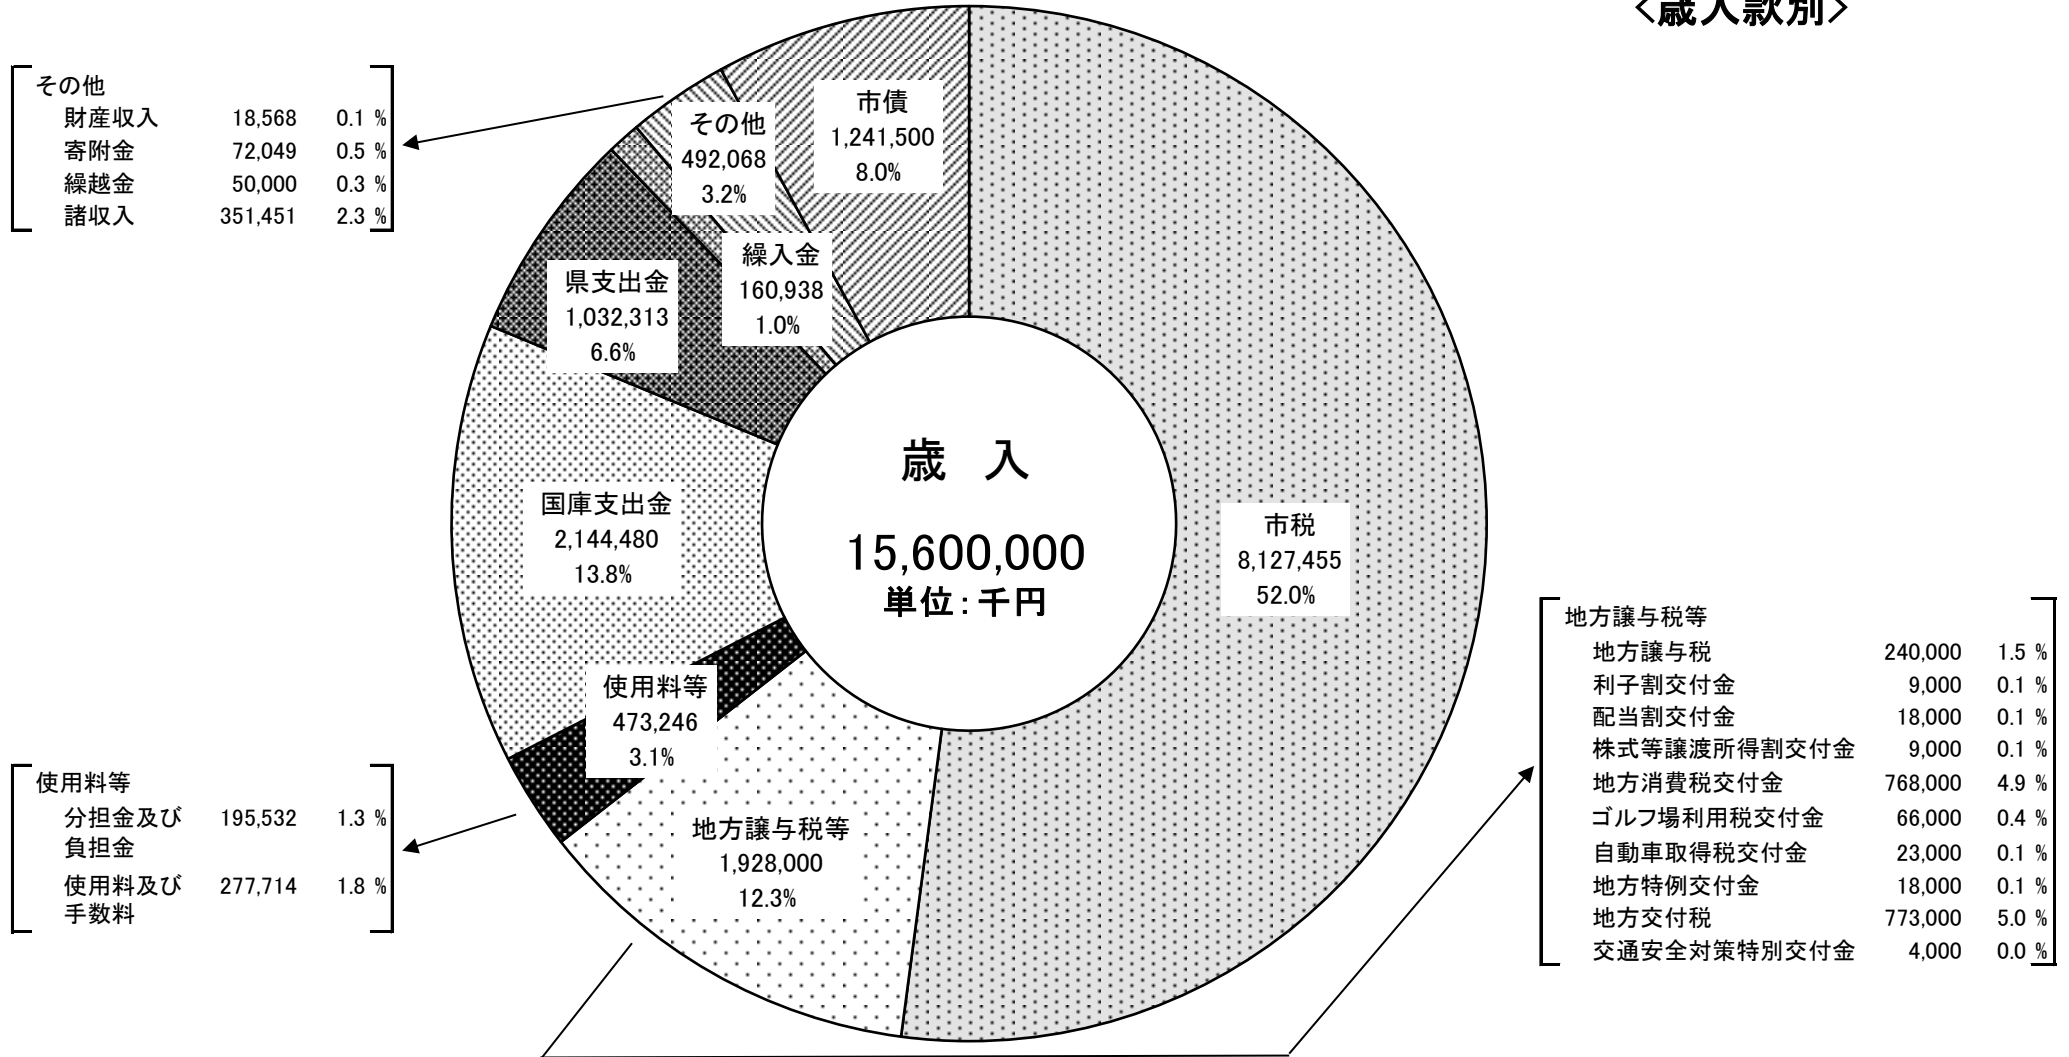 <歳入款別>
その他
財産収入 18,568 0.1 %
寄附金 72,049 0.5 %
繰越金 50,000 0.3 %
諸収入 351,451 2.3 %
市債
1,241,500
8.0%
その他
492,068
3.2%
繰入金
160,938
1.0%
県支出金
1,032,313
6.6%
国庫支出金
2,144,480
13.8%
歳 入
15,600,000
単位：千円
市税
8,127,455
52.0%
使用料等
473,246
3.1%
地方譲与税等
1,928,000
12.3%
使用料等
分担金及び 195,532 1.3 %
負担金
使用料及び 277,714 1.8 %
手数料
地方譲与税等
地方譲与税 240,000 1.5 %
利子割交付金 9,000 0.1 %
配当割交付金 18,000 0.1 %
株式等譲渡所得割交付金 9,000 0.1 %
地方消費税交付金 768,000 4.9 %
ゴルフ場利用税交付金 66,000 0.4 %
自動車取得税交付金 23,000 0.1 %
地方特例交付金 18,000 0.1 %
地方交付税 773,000 5.0 %
交通安全対策特別交付金 4,000 0.0 %